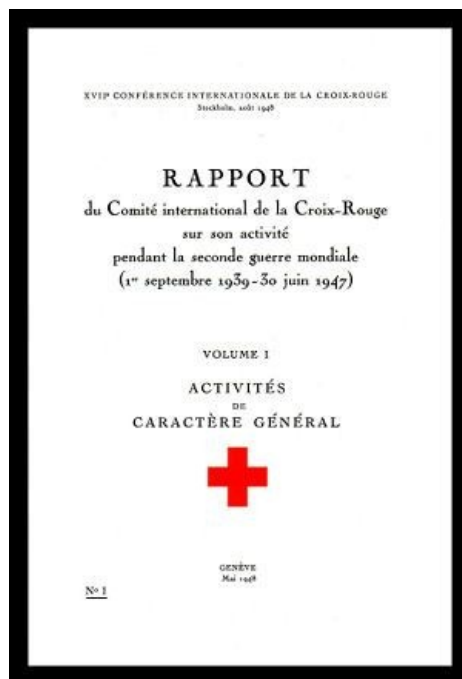 XVIIᵉ CONFÉRENCE INTERNATIONALE DE LA CROIX-ROUGE
Stockholm, août 1948
RAPPORT
du Comité international de la Croix-Rouge
sur son activité
pendant la seconde guerre mondiale
(1ᵉʳ septembre 1939-30 juin 1947)
VOLUME I
ACTIVITÉS
DE
CARACTÈRE GÉNÉRAL
GENÈVE
Mai 1948
Nº 1